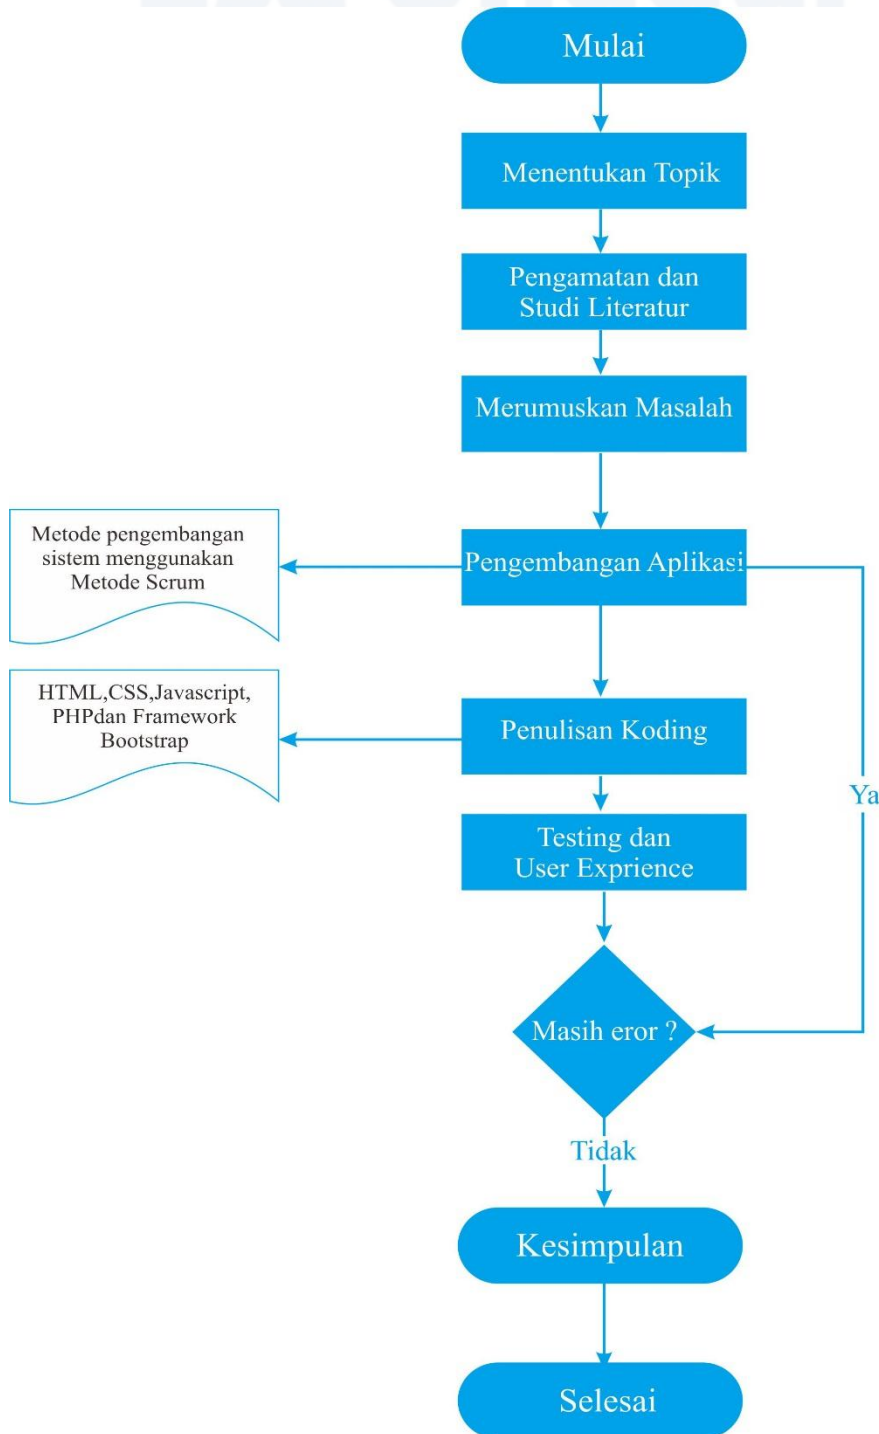 Mulai
Menentukan Topik
Pengamatan dan
Studi Literatur
Merumuskan Masalah
Metode pengembangan
sistem menggunakan
Metode Scrum
Pengembangan Aplikasi
HTML,CSS,Javascript,
PHPdan Framework
Bootstrap
Penulisan Koding
Ya
Testing dan
User Exprience
Masih eror ?
Tidak
Kesimpulan
Selesai